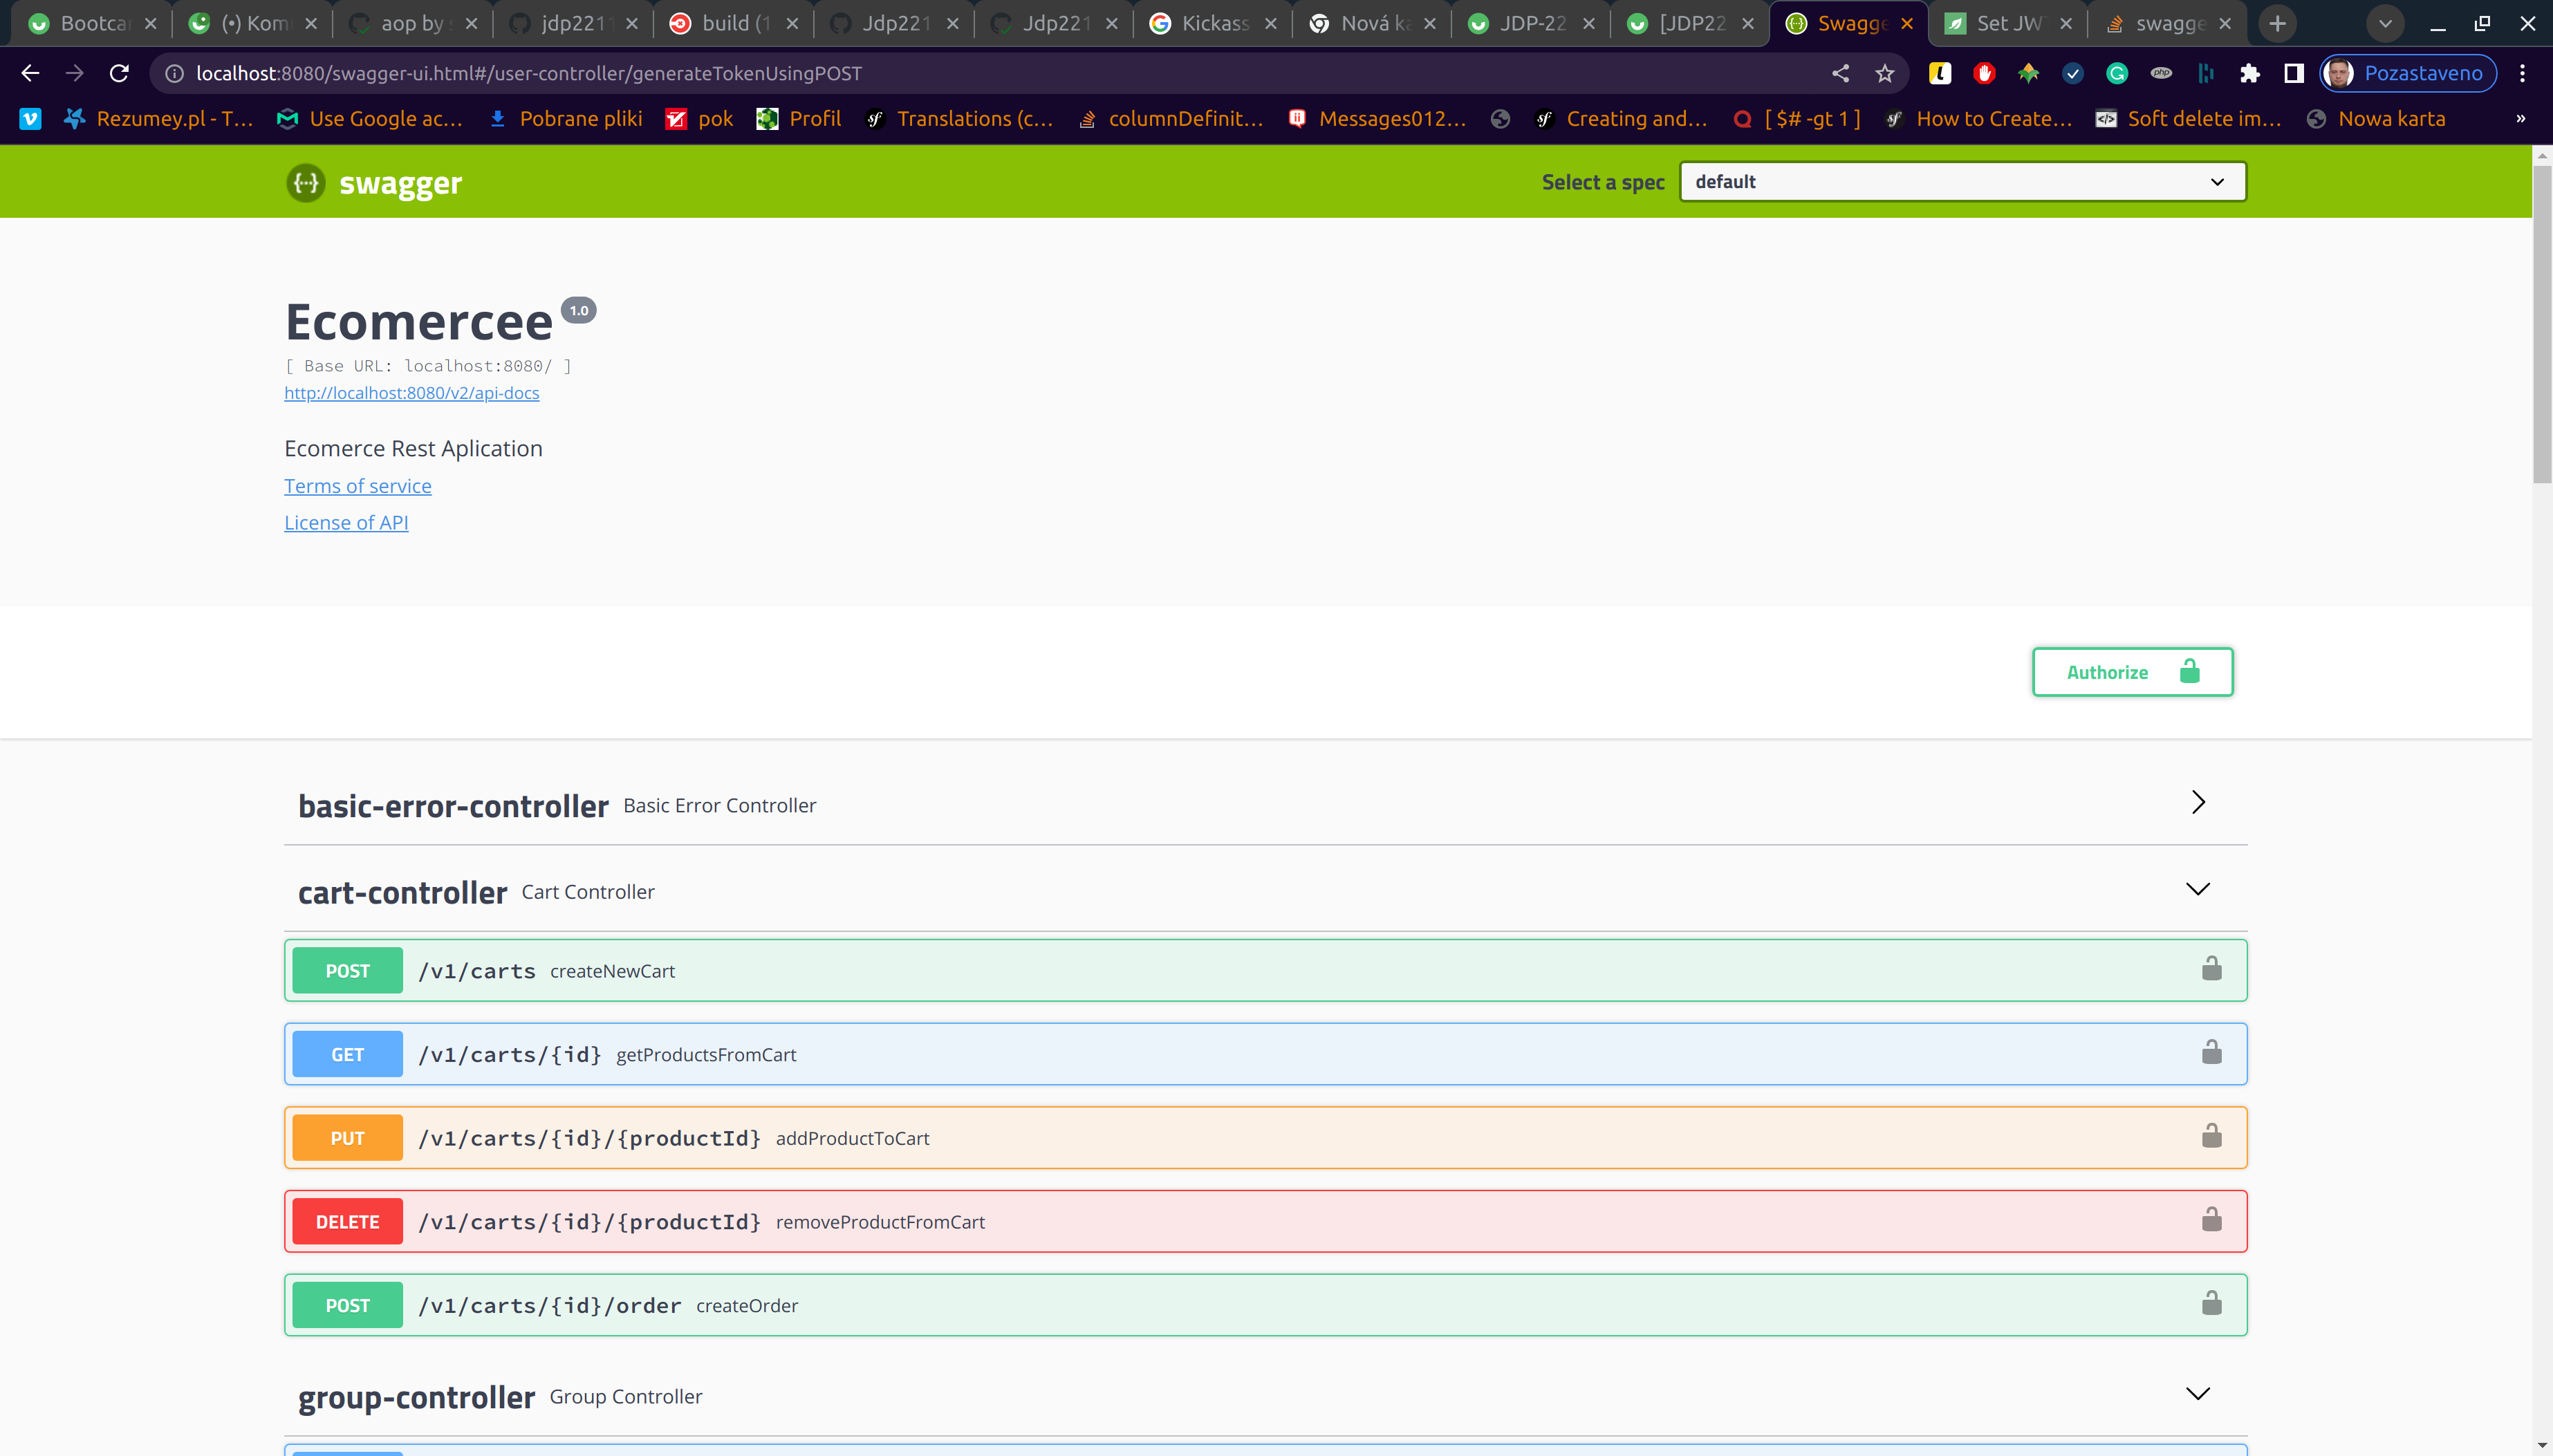 Bootcar (•) Kom aop by jdp221 build (1 Jdp221 Jdp221 Kickass Nová ka JDP-22 [JDP22 Swagge Set JW swagge
localhost:8080/swagger-ui.html#/user-controller/generateTokenUsingPOST php Pozastaveno
Rezumey.pl - T… Use Google ac… Pobrane pliki pok Profil Translations (c… columnDefinit… Messages012… Creating and… [ $# -gt 1 ] How to Create… Soft delete im… Nowa karta »
swagger Select a spec default
Ecomercee 1.0
[ Base URL: localhost:8080/ ]
http://localhost:8080/v2/api-docs
Ecomerce Rest Aplication
Terms of service
License of API
Authorize
basic-error-controller Basic Error Controller
cart-controller Cart Controller
POST /v1/carts createNewCart
GET /v1/carts/{id} getProductsFromCart
PUT /v1/carts/{id}/{productId} addProductToCart
DELETE /v1/carts/{id}/{productId} removeProductFromCart
POST /v1/carts/{id}/order createOrder
group-controller Group Controller